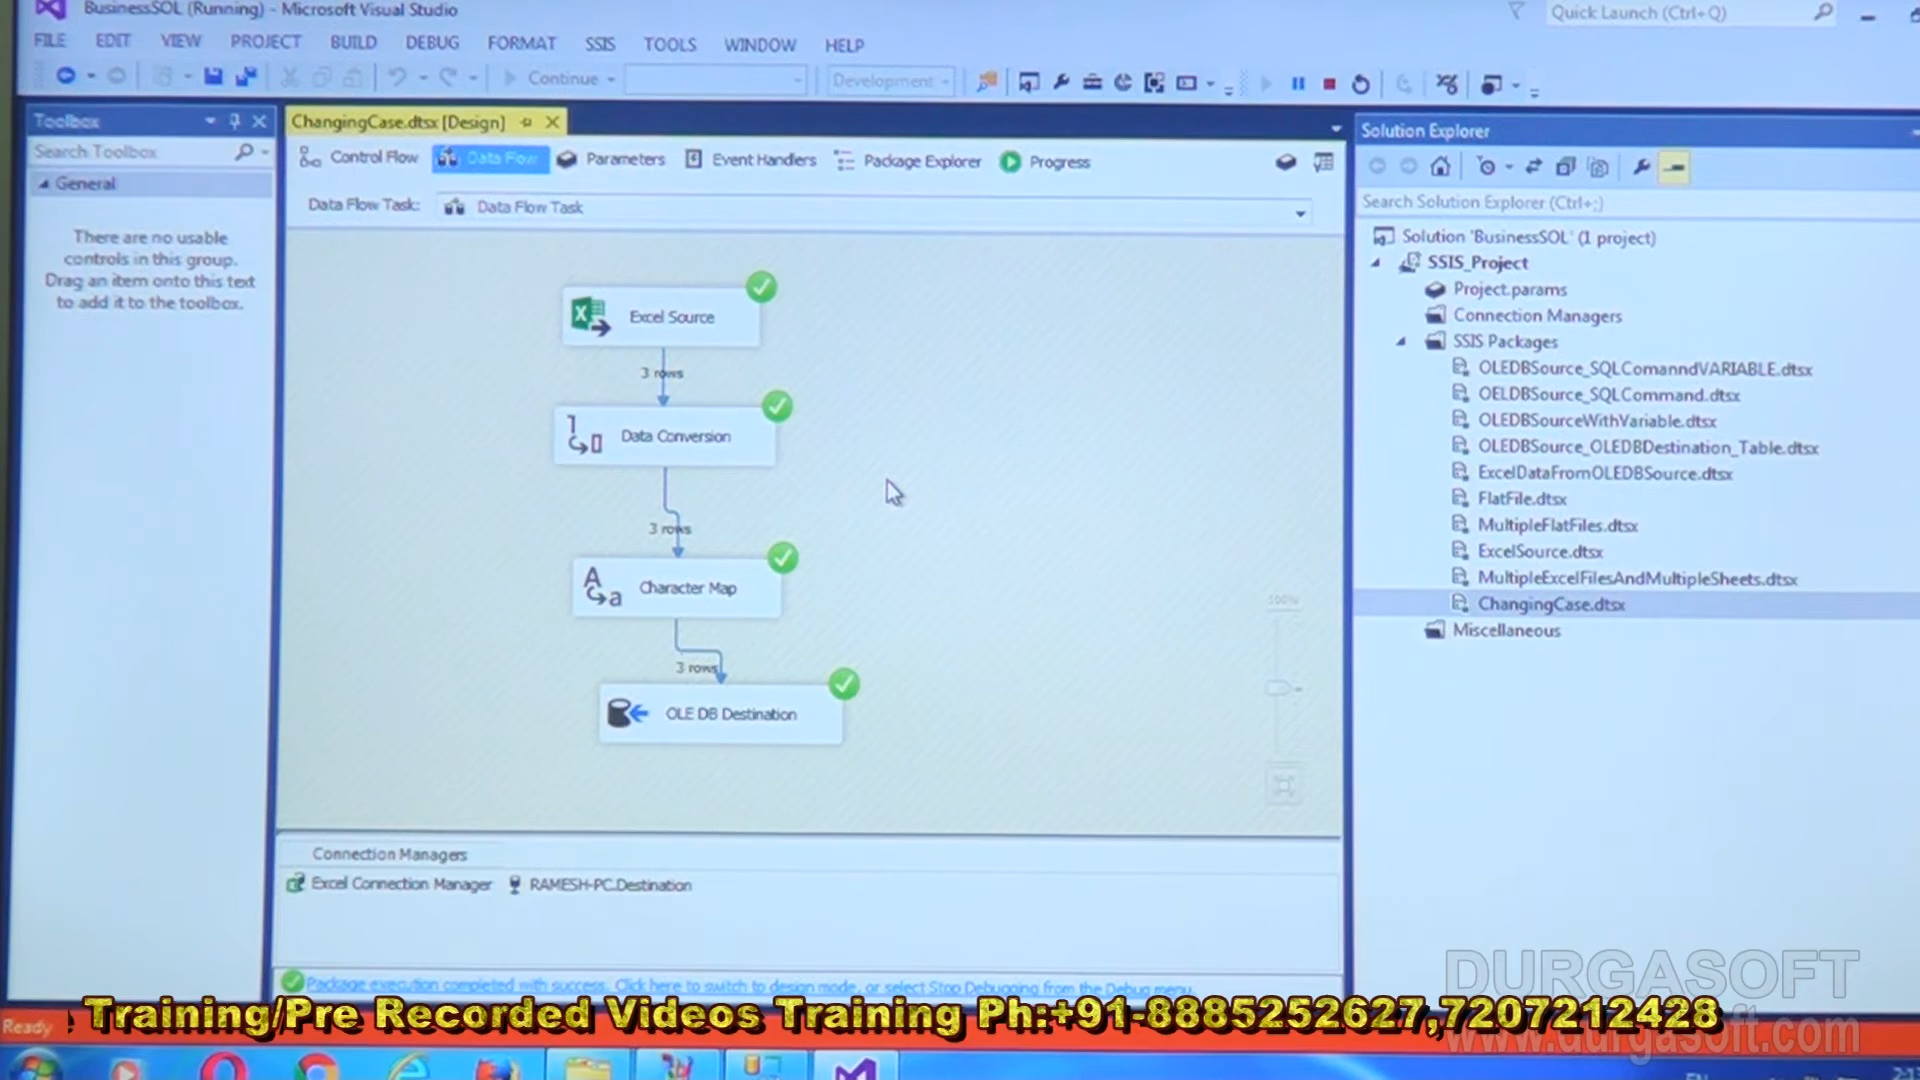 BusinessSOL (Running) - Microsoft Visual Studio
Quick Launch (Ctrl+Q)
FILE EDIT VIEW PROJECT BUILD DEBUG FORMAT SSIS TOOLS WINDOW HELP
Continue
Development
Toolbox
Search Toolbox
General
There are no usable
controls in this group.
Drag an item onto this text
to add it to the toolbox.
ChangingCase.dtsx [Design]
Control Flow
Data Flow
Parameters
Event Handlers
Package Explorer
Progress
Data Flow Task:
Data Flow Task
Excel Source
3 rows
Data Conversion
3 rows
Character Map
3 rows
OLE DB Destination
100%
Connection Managers
Excel Connection Manager
RAMESH-PC.Destination
Package execution completed with success. Click here to switch to design mode, or select Stop Debugging from the Debug menu.
Solution Explorer
Search Solution Explorer (Ctrl+;)
Solution 'BusinessSOL' (1 project)
SSIS_Project
Project.params
Connection Managers
SSIS Packages
OLEDBSource_SQLComanndVARIABLE.dtsx
OELDBSource_SQLCommand.dtsx
OLEDBSourceWithVariable.dtsx
OLEDBSource_OLEDBDestination_Table.dtsx
ExcelDataFromOLEDBSource.dtsx
FlatFile.dtsx
MultipleFlatFiles.dtsx
ExcelSource.dtsx
MultipleExcelFilesAndMultipleSheets.dtsx
ChangingCase.dtsx
Miscellaneous
DURGASOFT
www.durgasoft.com
Ready
Training/Pre Recorded Videos Training Ph:+91-8885252627,7207212428